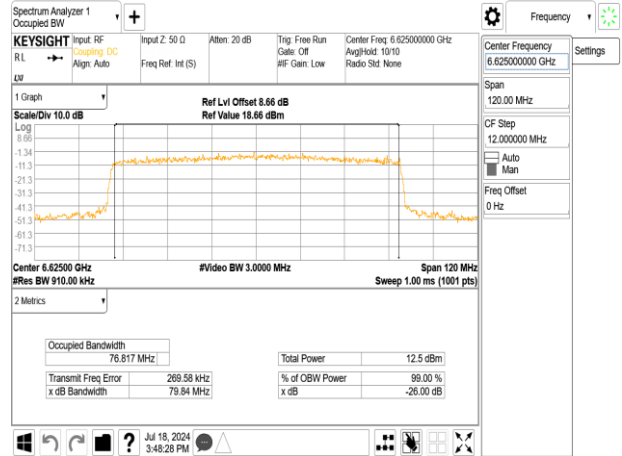 Spectrum Analyzer 1
Occupied BW
Frequency
KEYSIGHT
RL
Input: RF
Coupling: DC
Align: Auto
Input Z: 50 Ω
Freq Ref: Int (S)
Atten: 20 dB
Trig: Free Run
Gate: Off
#IF Gain: Low
Center Freq: 6.625000000 GHz
Avg|Hold: 10/10
Radio Std: None
Center Frequency
6.625000000 GHz
Settings
Span
120.00 MHz
CF Step
12.000000 MHz
Auto
Man
Freq Offset
0 Hz
1 Graph
Scale/Div 10.0 dB
Ref Lvl Offset 8.66 dB
Ref Value 18.66 dBm
Log
8.66
-1.34
-11.3
-21.3
-31.3
-41.3
-51.3
-61.3
-71.3
Center 6.62500 GHz
#Res BW 910.00 kHz
#Video BW 3.0000 MHz
Span 120 MHz
Sweep 1.00 ms (1001 pts)
2 Metrics
Occupied Bandwidth
76.817 MHz
Total Power 12.5 dBm
Transmit Freq Error 269.58 kHz
% of OBW Power 99.00 %
x dB Bandwidth 79.84 MHz
x dB -26.00 dB
Jul 18, 2024
3:48:28 PM